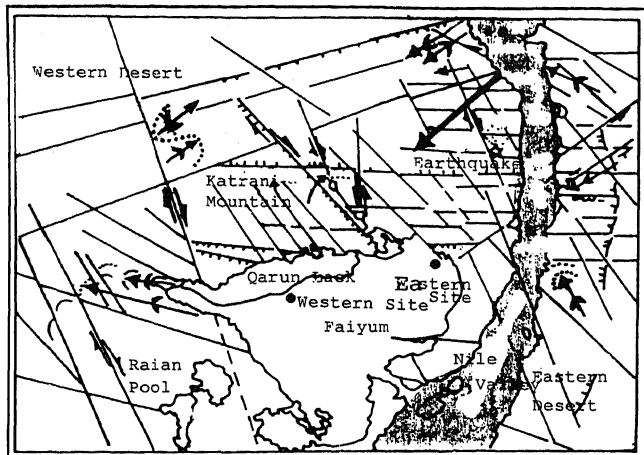 Western Desert
Earthquake
Katrani
Mountain
Qarun Lack
Eastern
Western Site
Site
Faiyum
Raian
Pool
Nile
Valley
Eastern
Desert